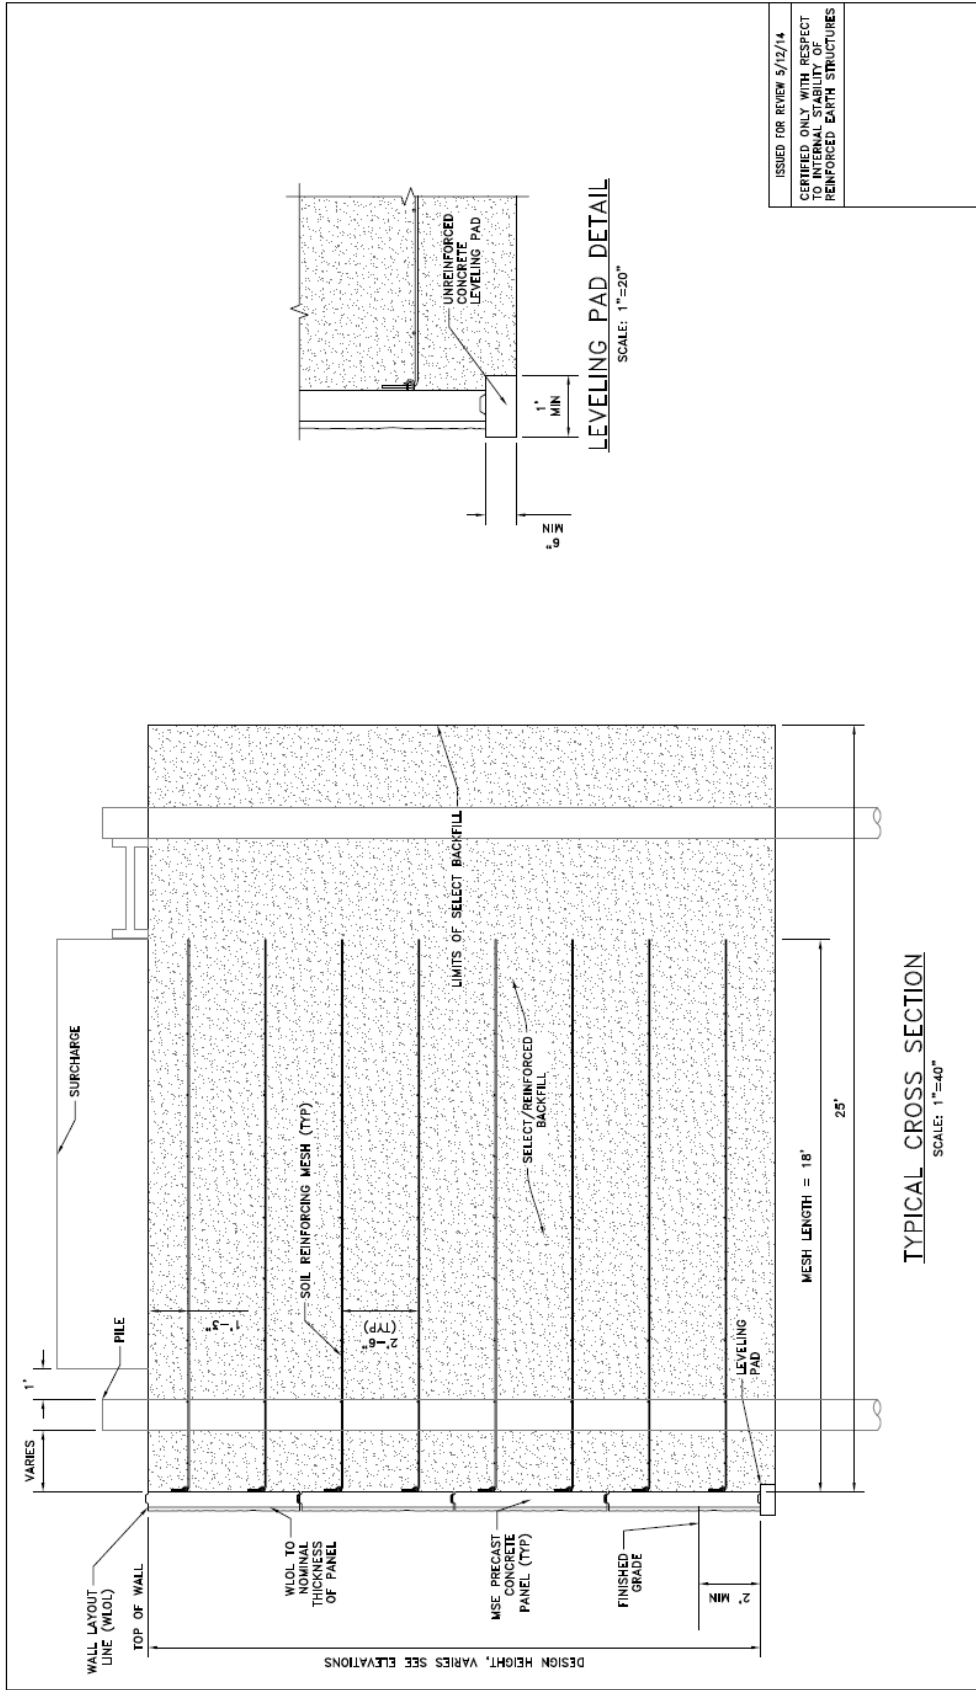 SURCHARGE
VARIES
1'
PILE
WALL LAYOUT
LINE (WLOL)
TOP OF WALL
1'-3"
SOIL REINFORCING MESH (TYP)
2'-6"
(TYP)
WLOL TO
NOMINAL
THICKNESS
OF PANEL
LIMITS OF SELECT BACKFILL
SELECT/REINFORCED
BACKFILL
MSE PRECAST
CONCRETE
PANEL (TYP)
FINISHED
GRADE
2' MIN
LEVELING
PAD
DESIGN HEIGHT, VARIES SEE ELEVATIONS
MESH LENGTH = 18'
25'
TYPICAL CROSS SECTION
SCALE: 1"=40"
UNREINFORCED
CONCRETE
LEVELING PAD
1'
MIN
6"
MIN
LEVELING PAD DETAIL
SCALE: 1"=20"
ISSUED FOR REVIEW 5/12/14
CERTIFIED ONLY WITH RESPECT
TO INTERNAL STABILITY OF
REINFORCED EARTH STRUCTURES